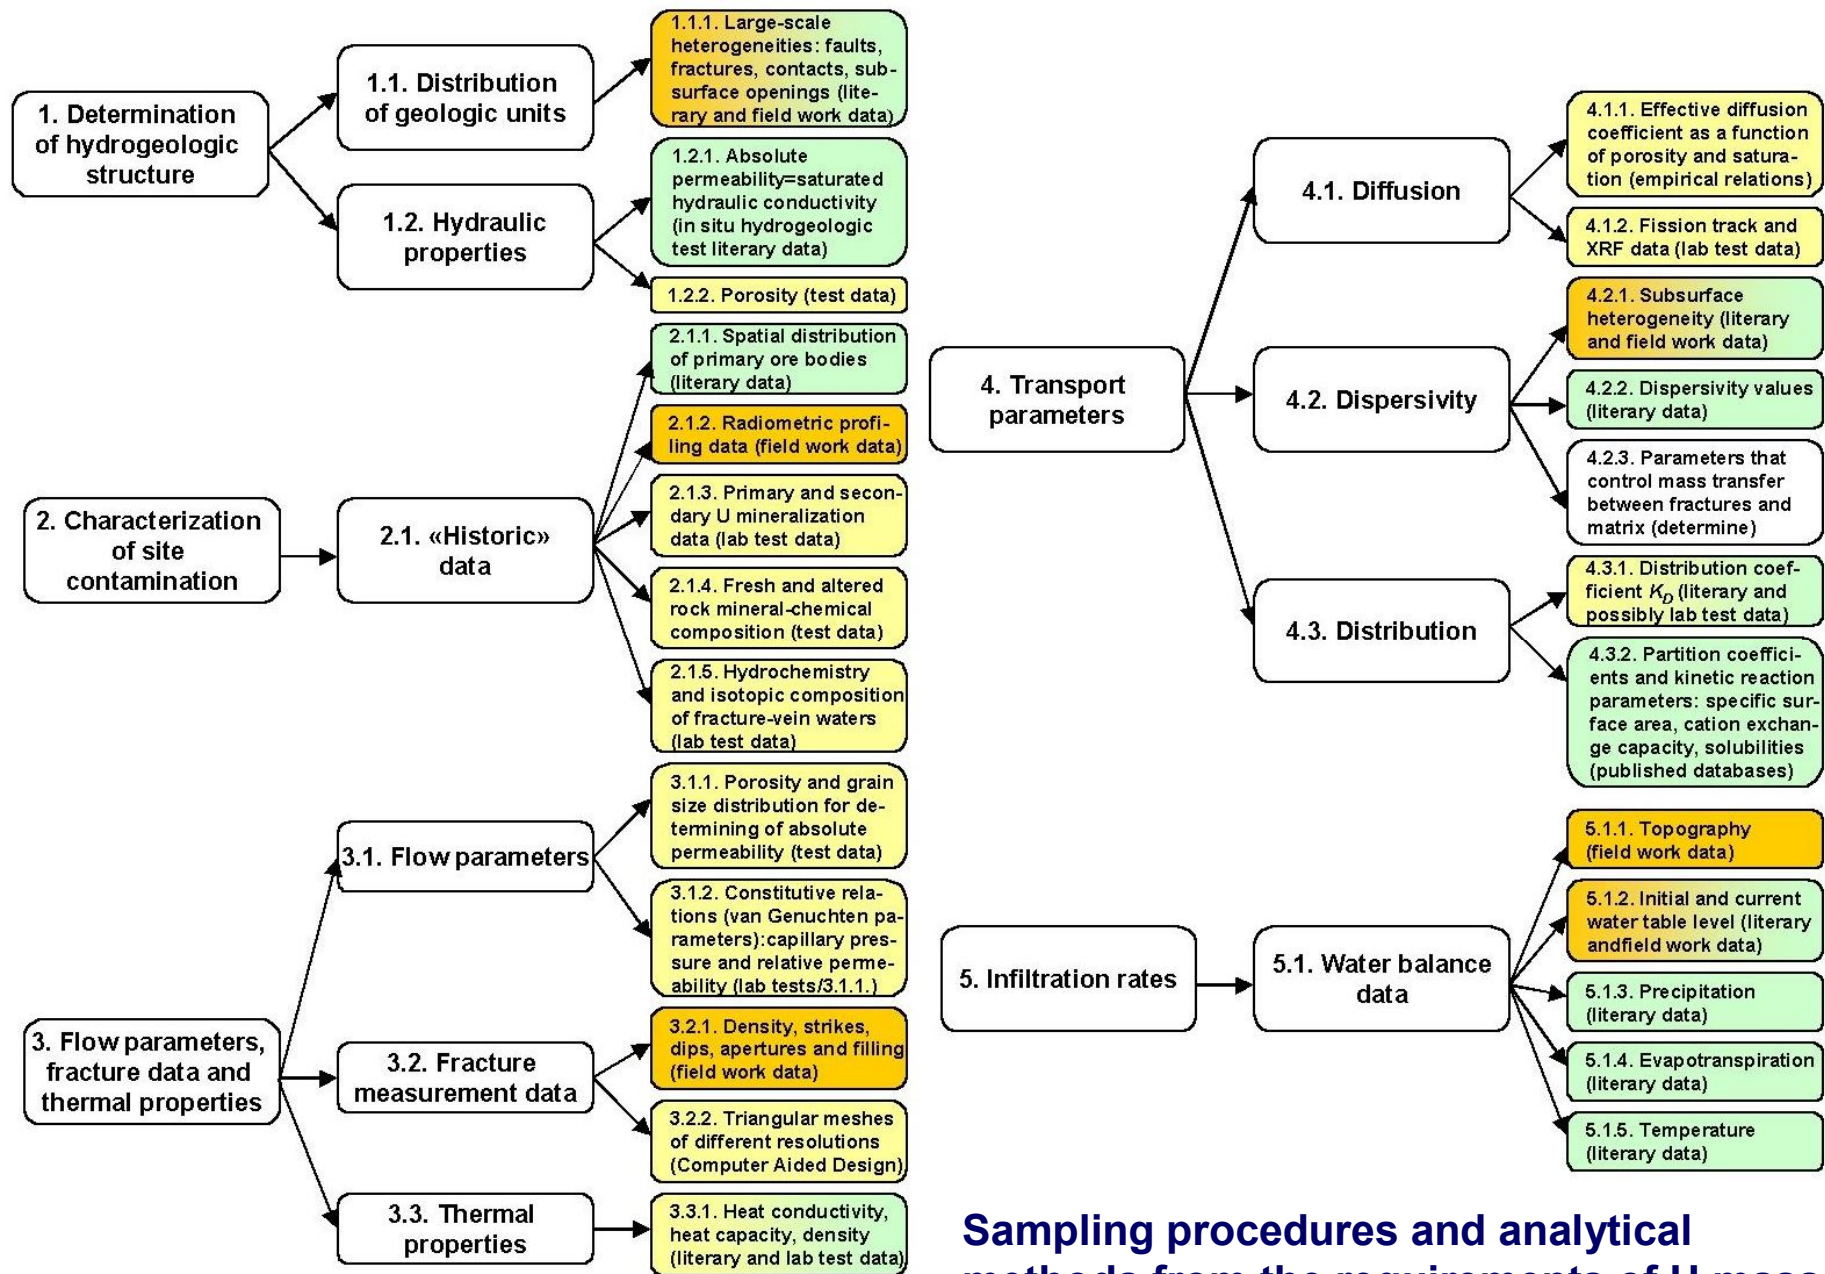 1. Determination
of hydrogeologic
structure
1.1. Distribution
of geologic units
1.1.1. Large-scale
heterogeneities: faults,
fractures, contacts, sub-
surface openings (lite-
rary and field work data)
1.2. Hydraulic
properties
1.2.1. Absolute
permeability=saturated
hydraulic conductivity
(in situ hydrogeologic
test literary data)
1.2.2. Porosity (test data)
2. Characterization
of site
contamination
2.1. «Historic»
data
2.1.1. Spatial distribution
of primary ore bodies
(literary data)
2.1.2. Radiometric profi-
ling data (field work data)
2.1.3. Primary and secon-
dary U mineralization
data (lab test data)
2.1.4. Fresh and altered
rock mineral-chemical
composition (test data)
2.1.5. Hydrochemistry
and isotopic composition
of fracture-vein waters
(lab test data)
3. Flow parameters,
fracture data and
thermal properties
3.1. Flow parameters
3.1.1. Porosity and grain
size distribution for de-
termining of absolute
permeability (test data)
3.1.2. Constitutive rela-
tions (van Genuchten pa-
rameters):capillary pres-
sure and relative perme-
ability (lab tests/3.1.1.)
3.2. Fracture
measurement data
3.2.1. Density, strikes,
dips, apertures and filling
(field work data)
3.2.2. Triangular meshes
of different resolutions
(Computer Aided Design)
3.3. Thermal
properties
3.3.1. Heat conductivity,
heat capacity, density
(literary and lab test data)
4. Transport
parameters
4.1. Diffusion
4.1.1. Effective diffusion
coefficient as a function
of porosity and satura-
tion (empirical relations)
4.1.2. Fission track and
XRF data (lab test data)
4.2. Dispersivity
4.2.1. Subsurface
heterogeneity (literary
and field work data)
4.2.2. Dispersivity values
(literary data)
4.2.3. Parameters that
control mass transfer
between fractures and
matrix (determine)
4.3. Distribution
4.3.1. Distribution coef-
ficient KD (literary and
possibly lab test data)
4.3.2. Partition coeffici-
ents and kinetic reaction
parameters: specific sur-
face area, cation exchan-
ge capacity, solubilities
(published databases)
5. Infiltration rates
5.1. Water balance
data
5.1.1. Topography
(field work data)
5.1.2. Initial and current
water table level (literary
andfield work data)
5.1.3. Precipitation
(literary data)
5.1.4. Evapotranspiration
(literary data)
5.1.5. Temperature
(literary data)
Sampling procedures and analytical
methods from the requirements of U mass